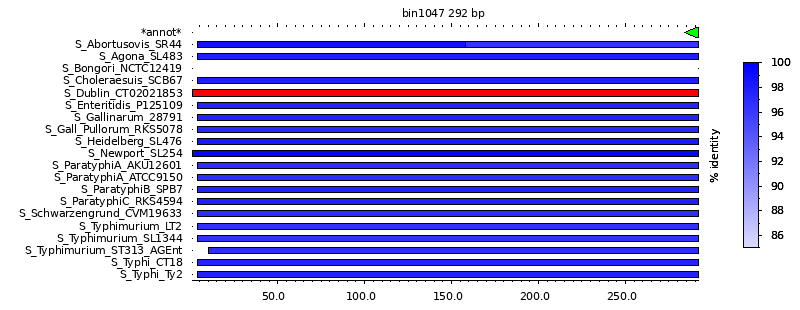 bin1047 292 bp
*annot*
S_Abortusovis_SR44
S_Agona_SL483
S_Bongori_NCTC12419
S_Choleraesuis_SCB67
S_Dublin_CT02021853
S_Enteritidis_P125109
S_Gallinarum_28791
S_Gall_Pullorum_RKS5078
S_Heidelberg_SL476
S_Newport_SL254
S_ParatyphiA_AKU12601
S_ParatyphiA_ATCC9150
S_ParatyphiB_SPB7
S_ParatyphiC_RKS4594
S_Schwarzengrund_CVM19633
S_Typhimurium_LT2
S_Typhimurium_SL1344
S_Typhimurium_ST313_AGEnt
S_Typhi_CT18
S_Typhi_Ty2
50.0 100.0 150.0 200.0 250.0
% identity
100
98
96
94
92
90
88
86